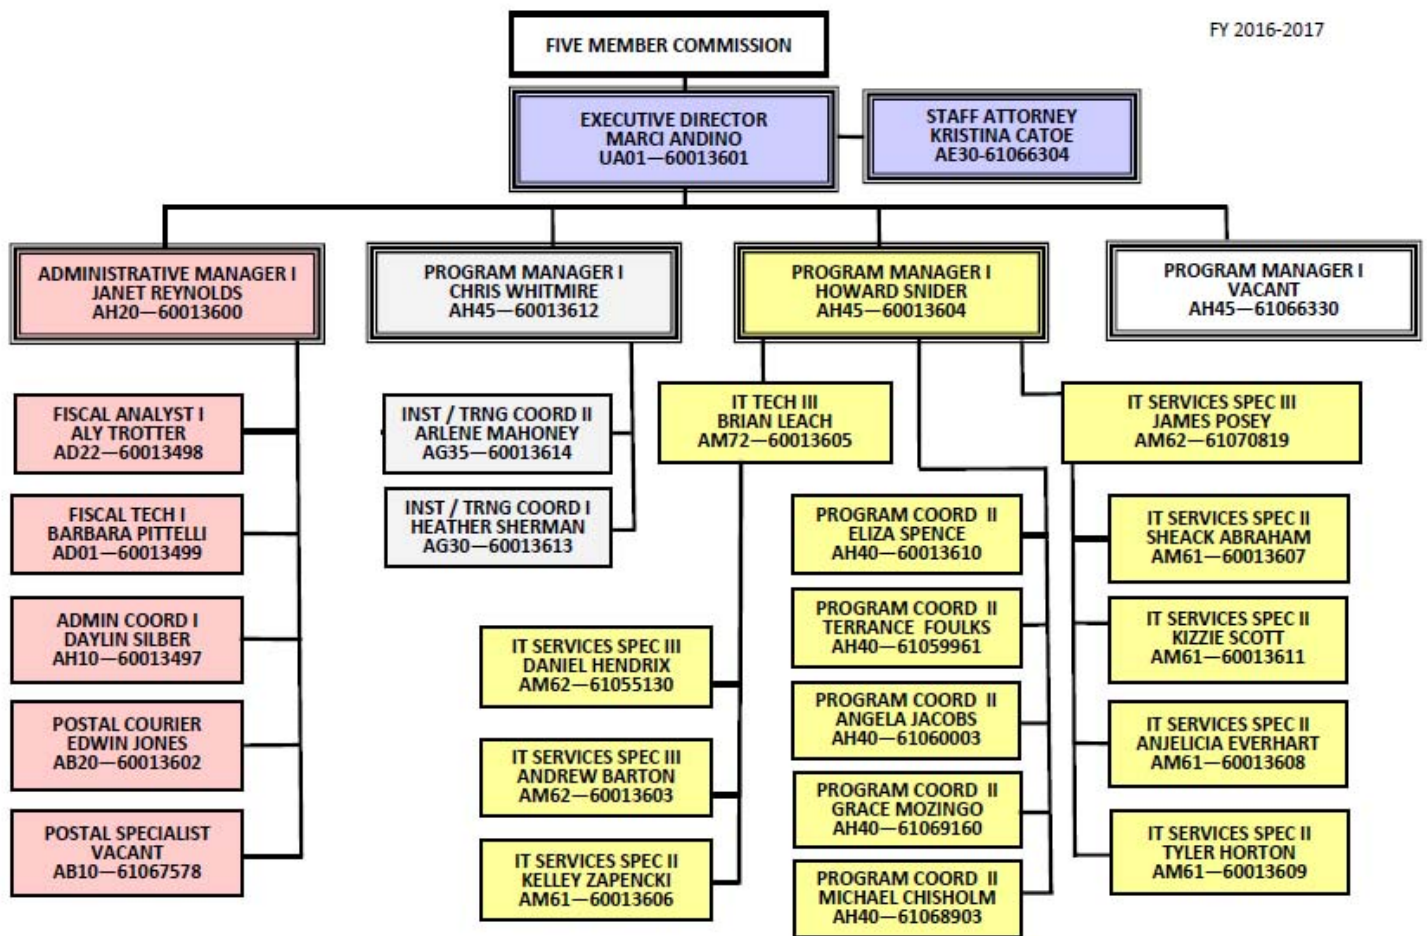 FY 2016-2017
FIVE MEMBER COMMISSION
EXECUTIVE DIRECTOR
MARCI ANDINO
UA01—60013601
STAFF ATTORNEY
KRISTINA CATOE
AE30-61066304
ADMINISTRATIVE MANAGER I
JANET REYNOLDS
AH20—60013600
PROGRAM MANAGER I
CHRIS WHITMIRE
AH45—60013612
PROGRAM MANAGER I
HOWARD SNIDER
AH45—60013604
PROGRAM MANAGER I
VACANT
AH45—61066330
FISCAL ANALYST I
ALY TROTTER
AD22—60013498
FISCAL TECH I
BARBARA PITTELLI
AD01—60013499
ADMIN COORD I
DAYLIN SILBER
AH10—60013497
POSTAL COURIER
EDWIN JONES
AB20—60013602
POSTAL SPECIALIST
VACANT
AB10—61067578
INST / TRNG COORD II
ARLENE MAHONEY
AG35—60013614
INST / TRNG COORD I
HEATHER SHERMAN
AG30—60013613
IT TECH III
BRIAN LEACH
AM72—60013605
IT SERVICES SPEC III
DANIEL HENDRIX
AM62—61055130
IT SERVICES SPEC III
ANDREW BARTON
AM62—60013603
IT SERVICES SPEC II
KELLEY ZAPENCKI
AM61—60013606
PROGRAM COORD  II
ELIZA SPENCE
AH40—60013610
PROGRAM COORD  II
TERRANCE  FOULKS
AH40—61059961
PROGRAM COORD  II
ANGELA JACOBS
AH40—61060003
PROGRAM COORD  II
GRACE MOZINGO
AH40—61069160
PROGRAM COORD  II
MICHAEL CHISHOLM
AH40—61068903
IT SERVICES SPEC III
JAMES POSEY
AM62—61070819
IT SERVICES SPEC II
SHEACK ABRAHAM
AM61—60013607
IT SERVICES SPEC II
KIZZIE SCOTT
AM61—60013611
IT SERVICES SPEC II
ANJELICIA EVERHART
AM61—60013608
IT SERVICES SPEC II
TYLER HORTON
AM61—60013609